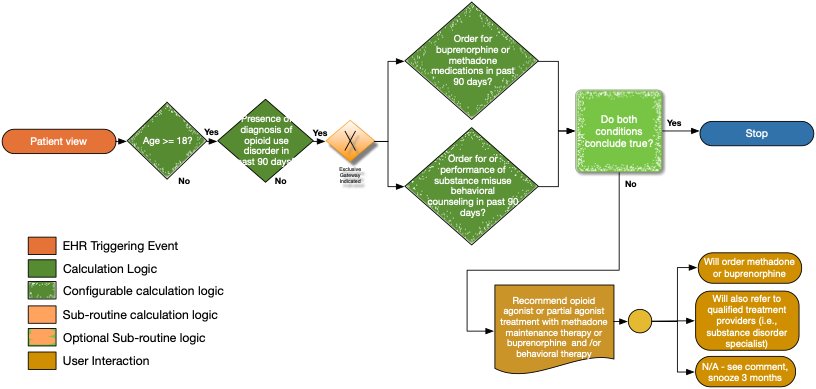 Order for
buprenorphine or
methadone
medications in past
90 days?
Patient view
Age >= 18?
Yes
No
Presence of
diagnosis of
opioid use
disorder in
past 90 days?
Yes
No
X
Exclusive
Gateway
indicated
Order for or
performance of
substance misuse
behavioral
counseling in past 90
days?
Do both
conditions
conclude true?
Yes
No
Stop
EHR Triggering Event
Calculation Logic
Configurable calculation logic
Sub-routine calculation logic
Optional Sub-routine logic
User Interaction
Recommend opioid
agonist or partial agonist
treatment with methadone
maintenance therapy or
buprenorphine and /or
behavioral therapy
Will order methadone
or buprenorphine
Will also refer to
qualified treatment
providers (i.e.,
substance disorder
specialist)
N/A - see comment,
snooze 3 months